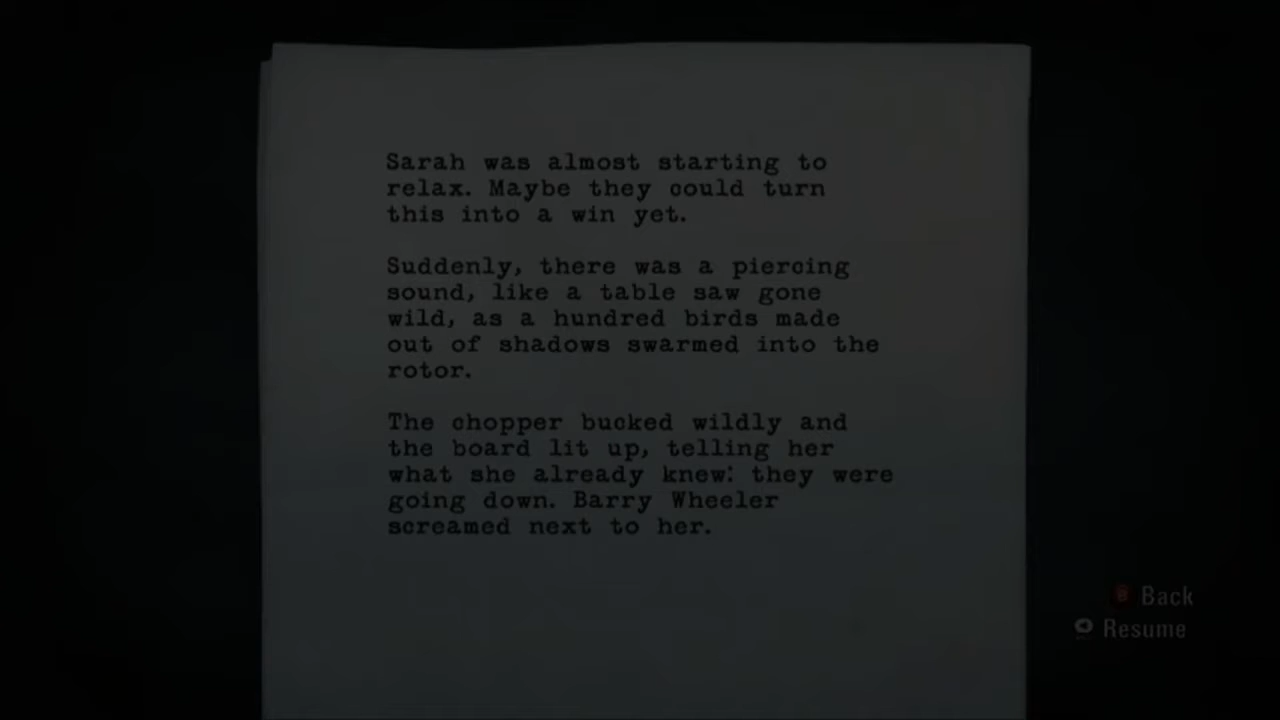 Sarah was almost starting to
relax. Maybe they could turn
this into a win yet.
Suddenly, there was a piercing
sound, like a table saw gone
wild, as a hundred birds made
out of shadows swarmed into the
rotor.
The chopper bucked wildly and
the board lit up, telling her
what she already knew: they were
going down. Barry Wheeler
screamed next to her.
B Back
Resume